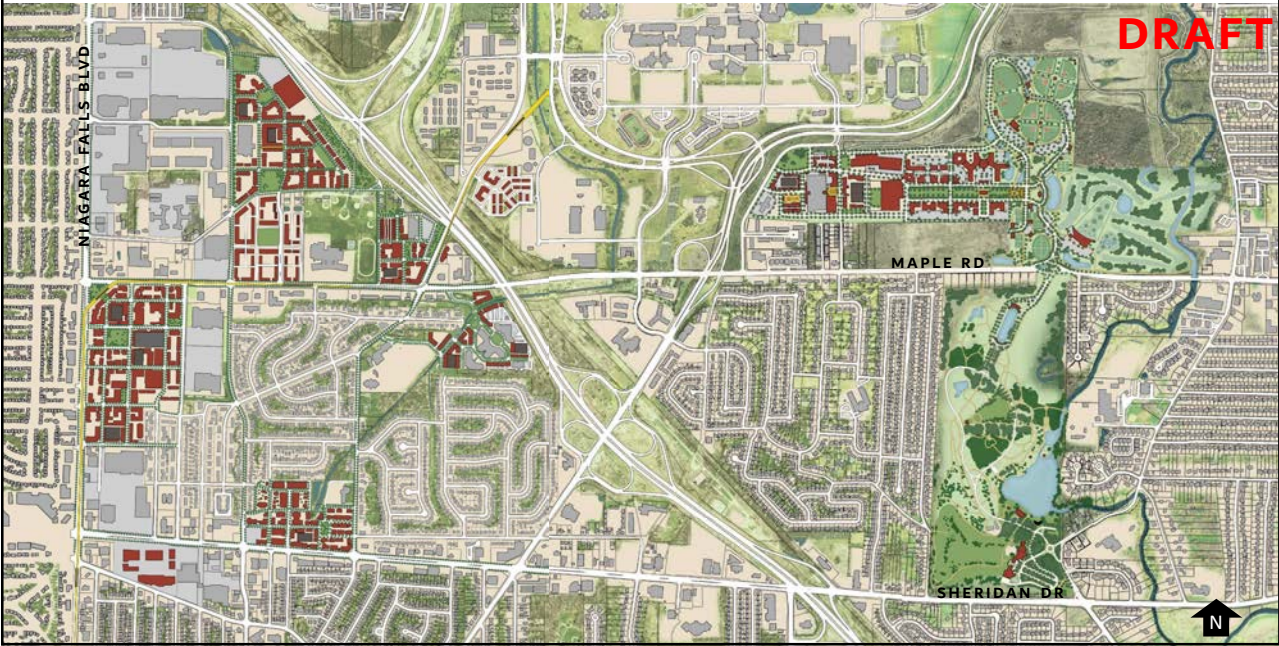 DRAFT
NIAGARA FALLS BLVD
MAPLE RD
SHERIDAN DR
N